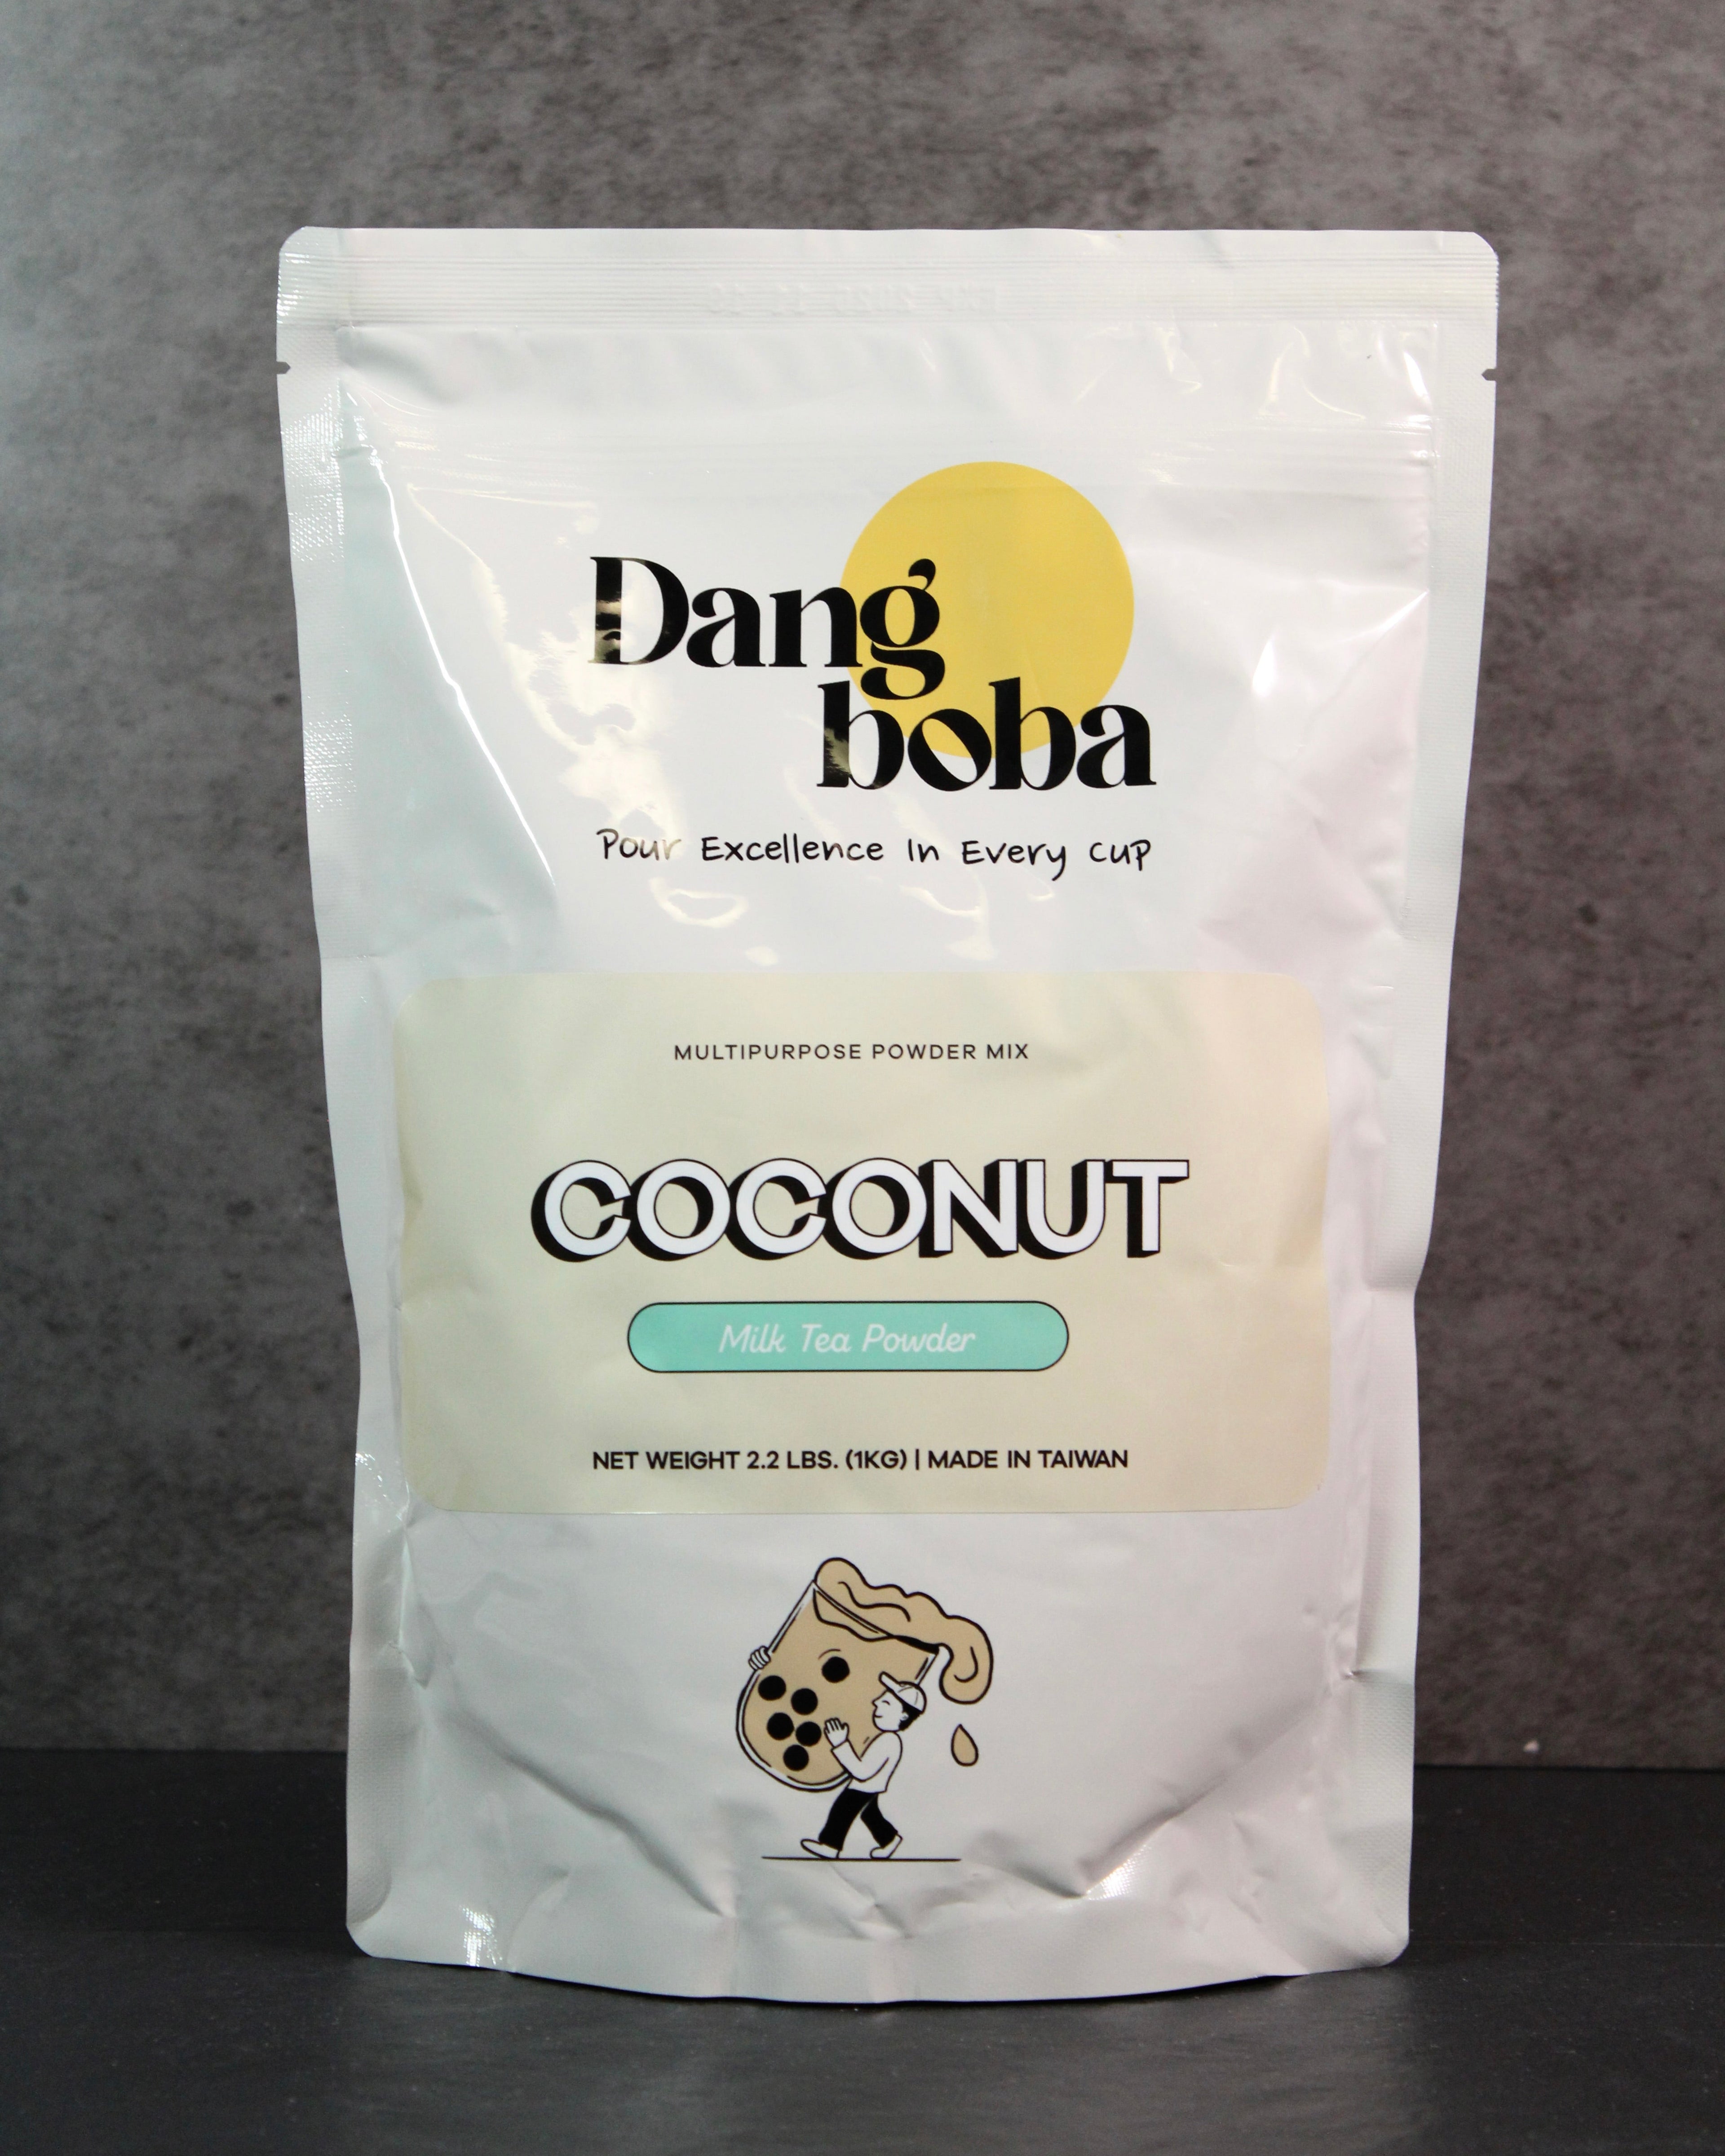 Dang
boba
Pour Excellence In Every Cup
MULTIPURPOSE POWDER MIX
COCONUT
Milk Tea Powder
NET WEIGHT 2.2 LBS. (1KG) | MADE IN TAIWAN